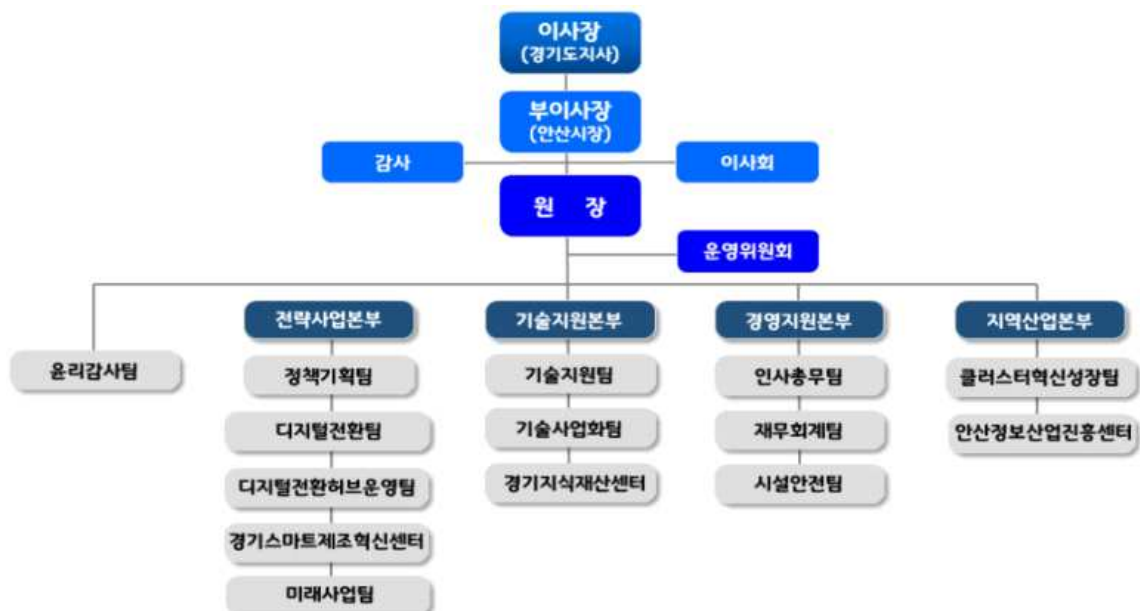 이사장
(경기도지사)
부이사장
(안산시장)
감사
이사회
원 장
운영위원회
전략사업본부
기술지원본부
경영지원본부
지역산업본부
윤리감사팀
정책기획팀
기술지원팀
인사총무팀
클러스터혁신성장팀
디지털전환팀
기술사업화팀
재무회계팀
안산정보산업진흥센터
디지털전환허브운영팀
경기지식재산센터
시설안전팀
경기스마트제조혁신센터
미래사업팀